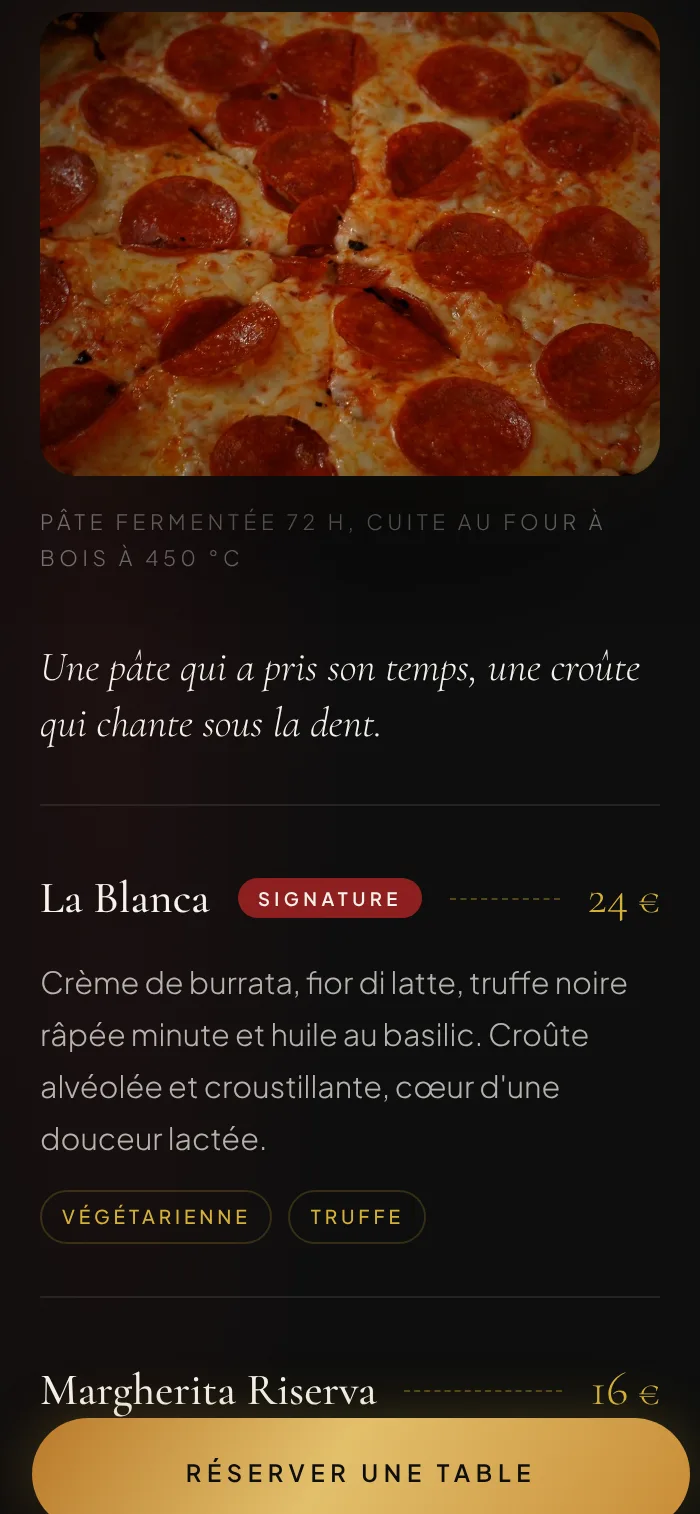 PÂTE FERMENTÉE 72 H, CUITE AU FOUR À
BOIS À 450 °C
Une pâte qui a pris son temps, une croûte
qui chante sous la dent.
La Blanca SIGNATURE 24 €
Crème de burrata, fior di latte, truffe noire
râpée minute et huile au basilic. Croûte
alvéolée et croustillante, cœur d'une
douceur lactée.
VÉGÉTARIENNE TRUFFE
Margherita Riserva 16 €
RÉSERVER UNE TABLE